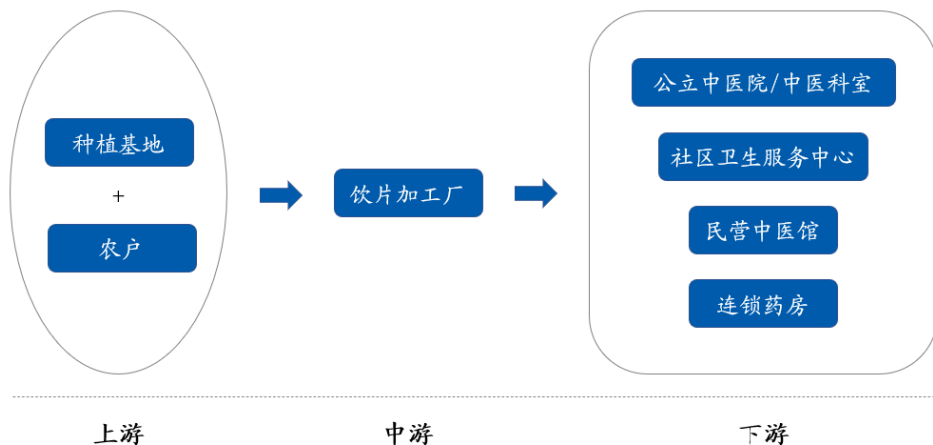 种植基地
+
农户
饮片加工厂
公立中医院/中医科室
社区卫生服务中心
民营中医馆
连锁药房
上游
中游
下游